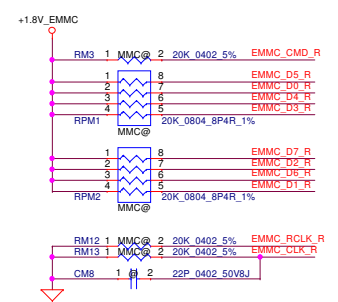 +1.8V_EMMC
RM3 1 MMC@ 2 20K_0402_5% EMMC_CMD_R
1 8 EMMC_D5_R
2 7 EMMC_D0_R
3 6 EMMC_D4_R
4 5 EMMC_D3_R
RPM1 20K_0804_8P4R_1%
MMC@
1 8 EMMC_D7_R
2 7 EMMC_D2_R
3 6 EMMC_D6_R
4 5 EMMC_D1_R
RPM2 20K_0804_8P4R_1%
MMC@
RM12 1 MMC@ 2 20K_0402_5% EMMC_RCLK_R
RM13 1 MMC@ 2 20K_0402_5% EMMC_CLK_R
CM8 1 @ 2 22P_0402_50V8J